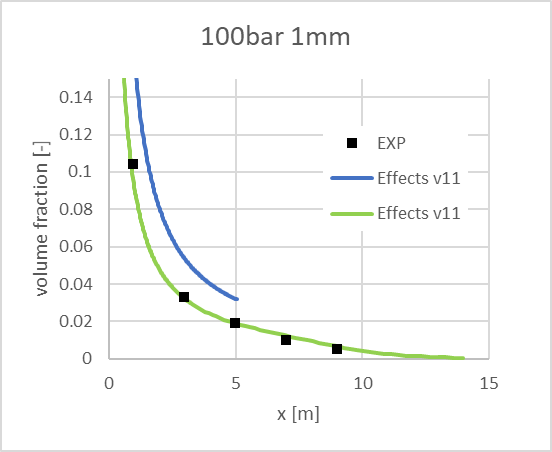 100bar 1mm
volume fraction [-]
0.14
0.12
0.1
0.08
0.06
0.04
0.02
0
EXP
Effects v11
Effects v11
0 5 10 15
x [m]